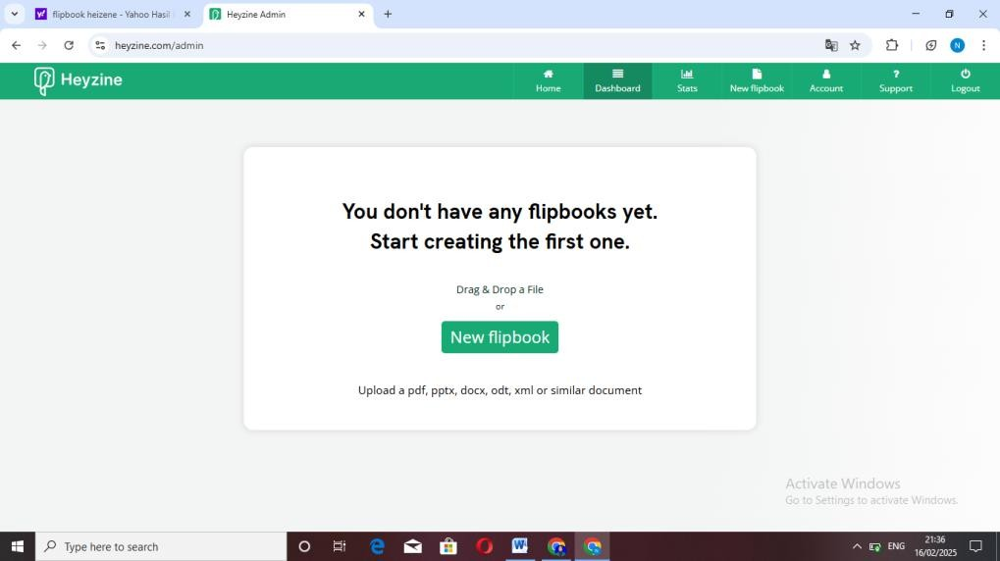 flipbook heizene - Yahoo Hasil
Heyzine Admin
heyzine.com/admin
N
Heyzine
Home
Dashboard
Stats
New flipbook
Account
Support
Logout
You don't have any flipbooks yet.
Start creating the first one.
Drag & Drop a File
or
New flipbook
Upload a pdf, pptx, docx, odt, xml or similar document
Activate Windows
Go to Settings to activate Windows.
Type here to search
ENG
21:36
16/02/2025